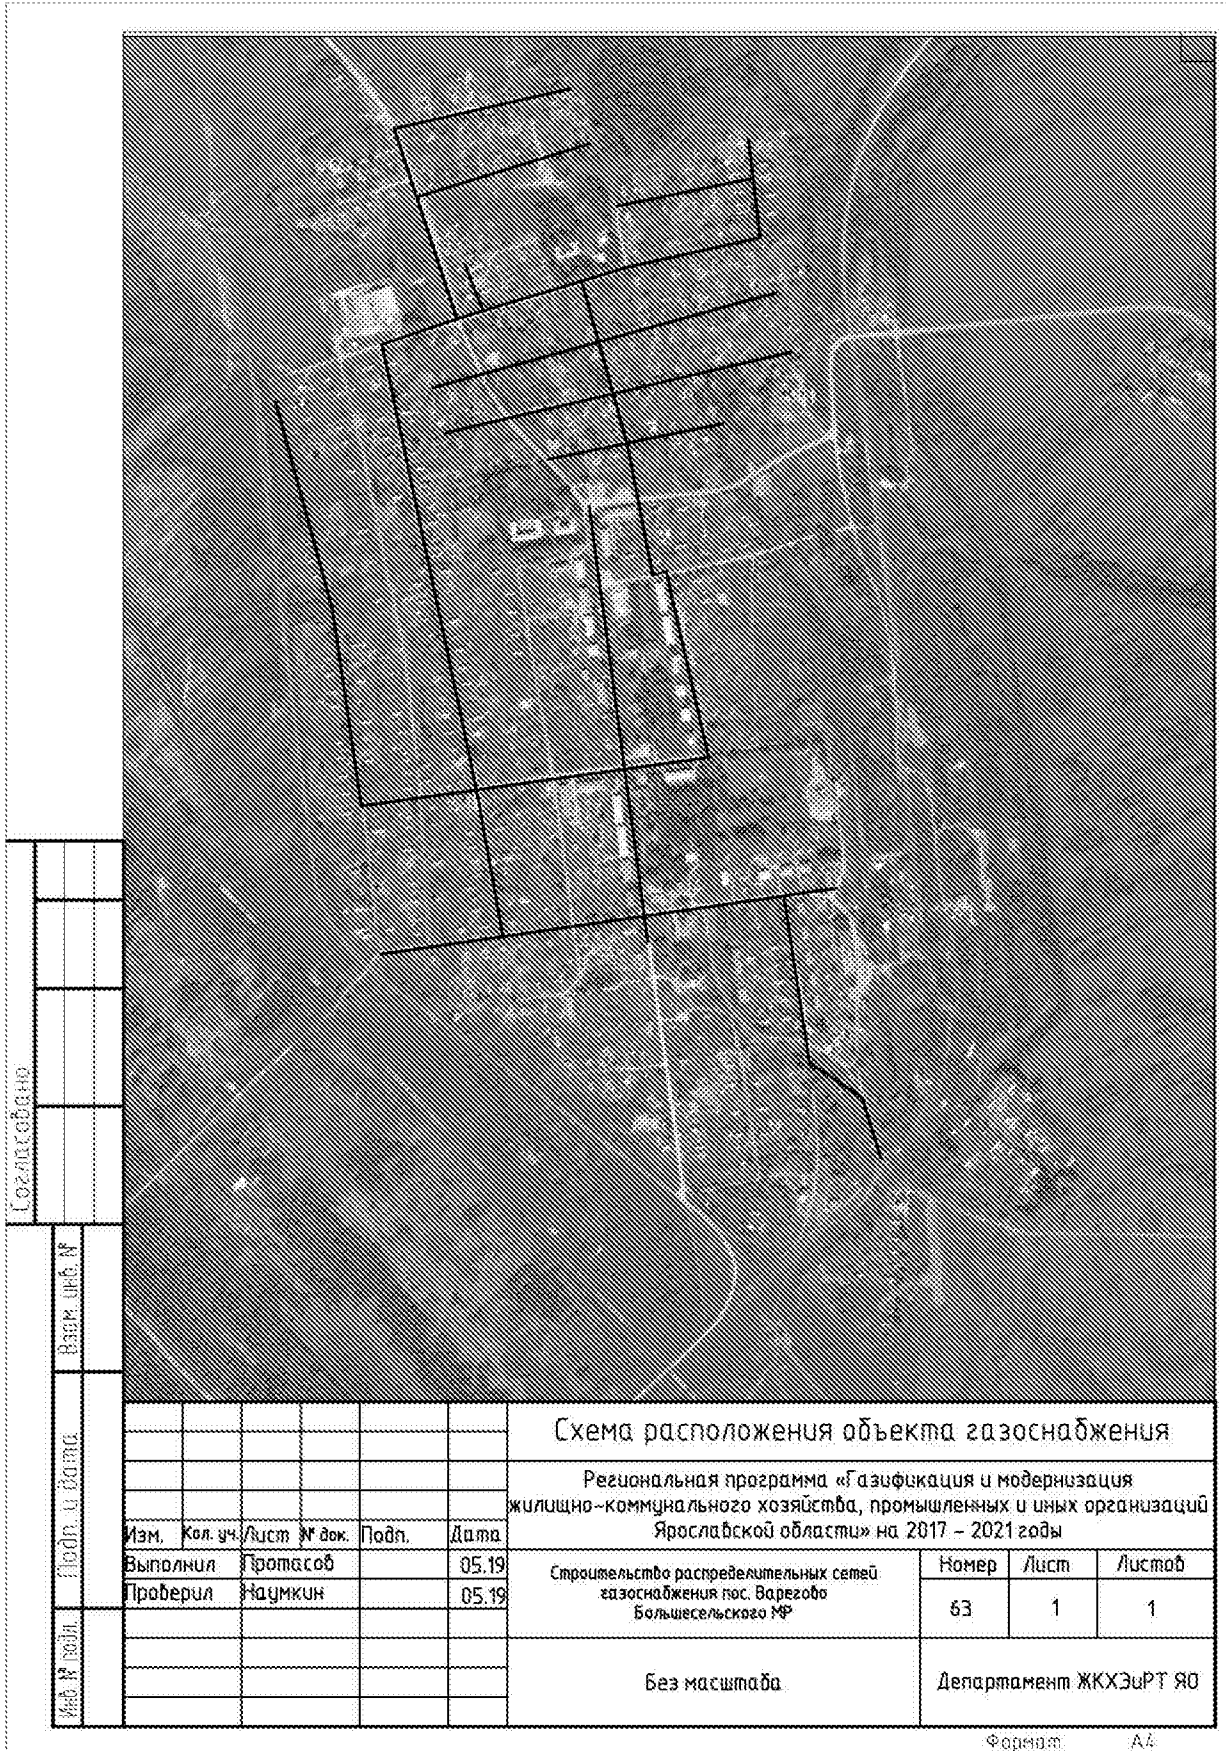 Согласовано
Взам. инв. №
Подп. и дата
Инв № подл.
Схема расположения объекта газоснабжения
Региональная программа «Газификация и модернизация
жилищно-коммунального хозяйства, промышленных и иных организаций
Ярославской области» на 2017 - 2021 годы
Изм. Кол. уч. Лист № док. Подп. Дата
Выполнил Протасов 05.19
Проверил Наумкин 05.19
Строительство распределительных сетей
газоснабжения пос. Варегово
Большесельского МР
Номер Лист Листов
63 1 1
Без масштаба
Департамент ЖКХЭиРТ ЯО
Формат А4